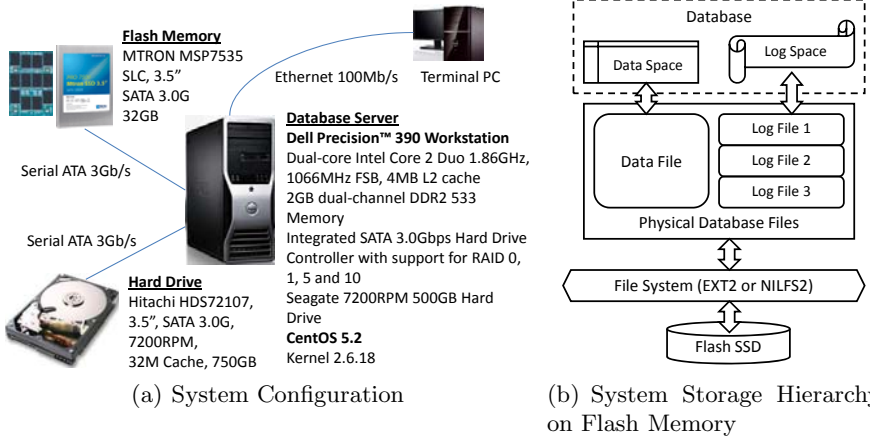 Flash Memory
MTRON MSP7535
SLC, 3.5”
SATA 3.0G
32GB
Ethernet 100Mb/s
Terminal PC
Serial ATA 3Gb/s
Serial ATA 3Gb/s
Database Server
Dell Precision™ 390 Workstation
Dual-core Intel Core 2 Duo 1.86GHz,
1066MHz FSB, 4MB L2 cache
2GB dual-channel DDR2 533
Memory
Integrated SATA 3.0Gbps Hard Drive
Controller with support for RAID 0,
1, 5 and 10
Seagate 7200RPM 500GB Hard
Drive
CentOS 5.2
Kernel 2.6.18
Hard Drive
Hitachi HDS72107,
3.5”, SATA 3.0G,
7200RPM,
32M Cache, 750GB
(a) System Configuration
Database
Data Space
Log Space
Data File
Log File 1
Log File 2
Log File 3
Physical Database Files
File System (EXT2 or NILFS2)
Flash SSD
(b) System Storage Hierarchy
on Flash Memory